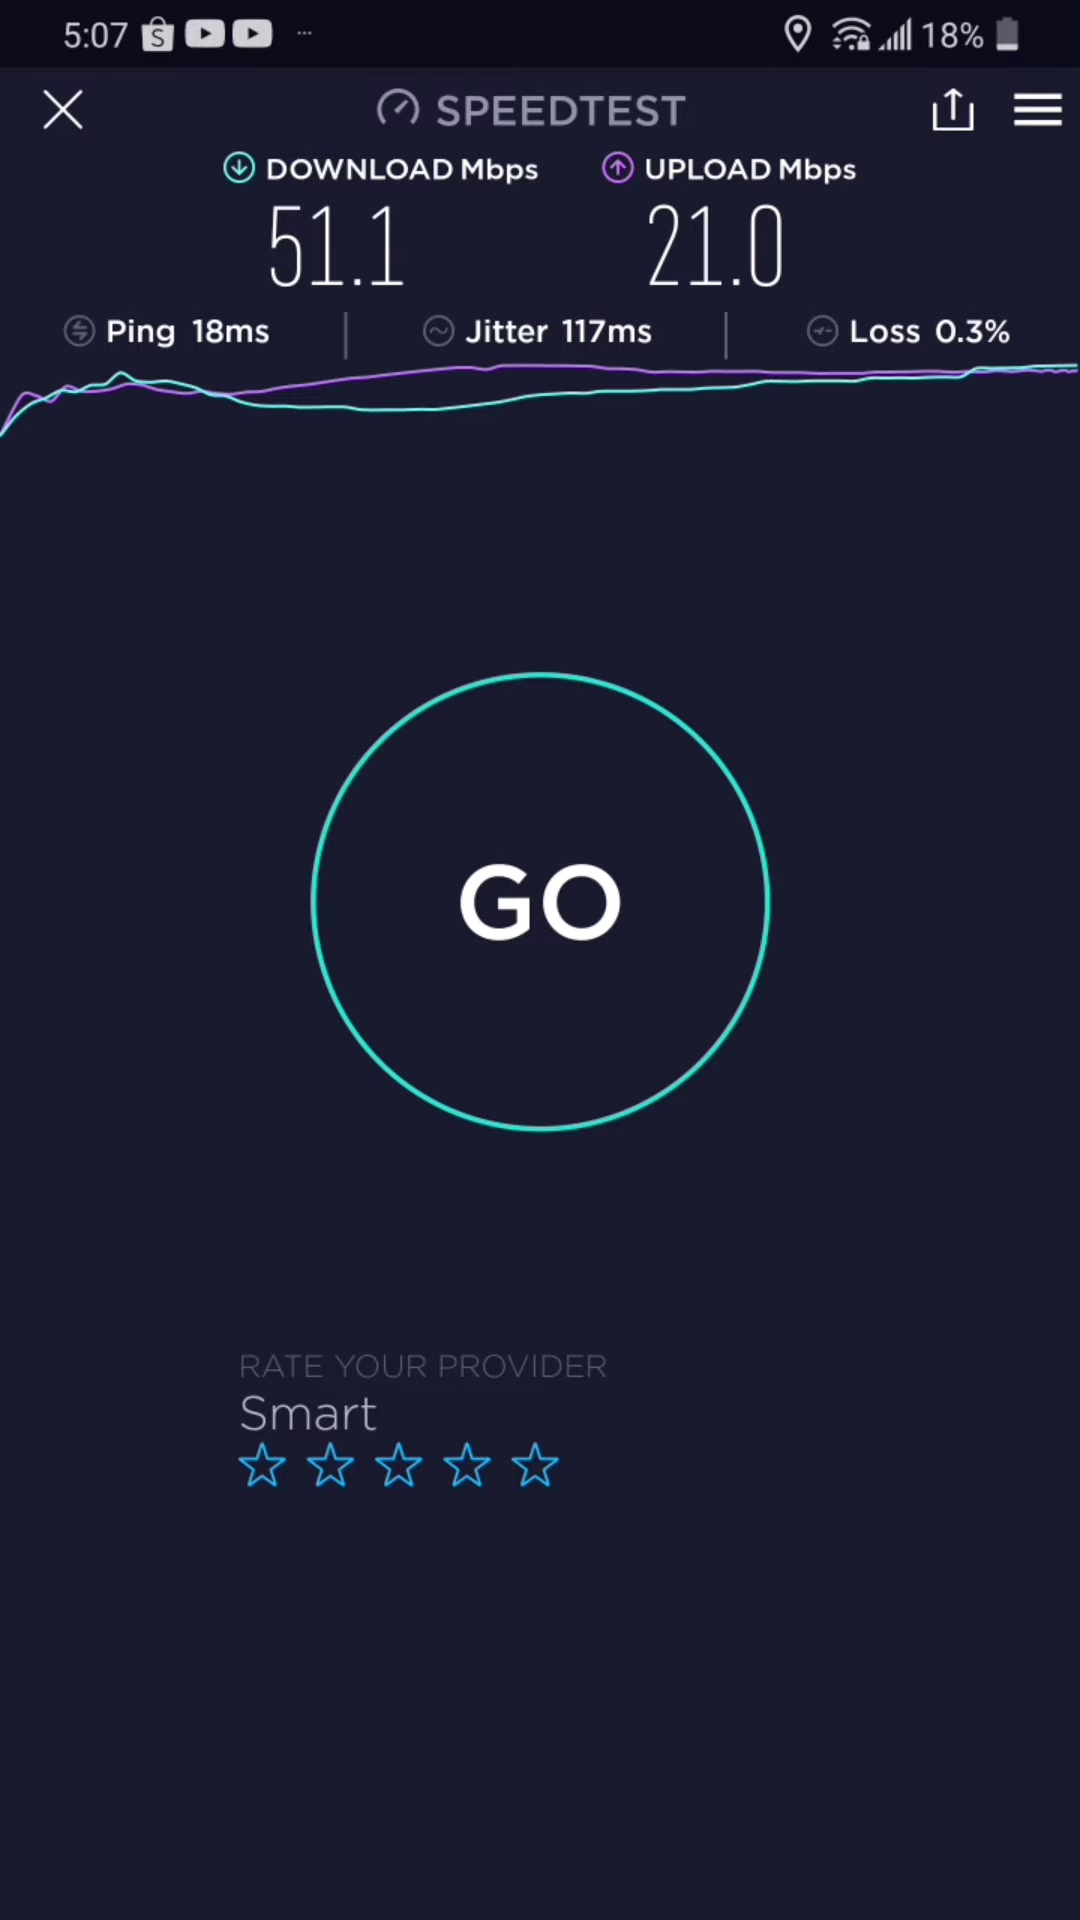 5:07 S ... 18%
SPEEDTEST
DOWNLOAD Mbps UPLOAD Mbps
51.1 21.0
Ping 18ms Jitter 117ms Loss 0.3%
GO
RATE YOUR PROVIDER
Smart